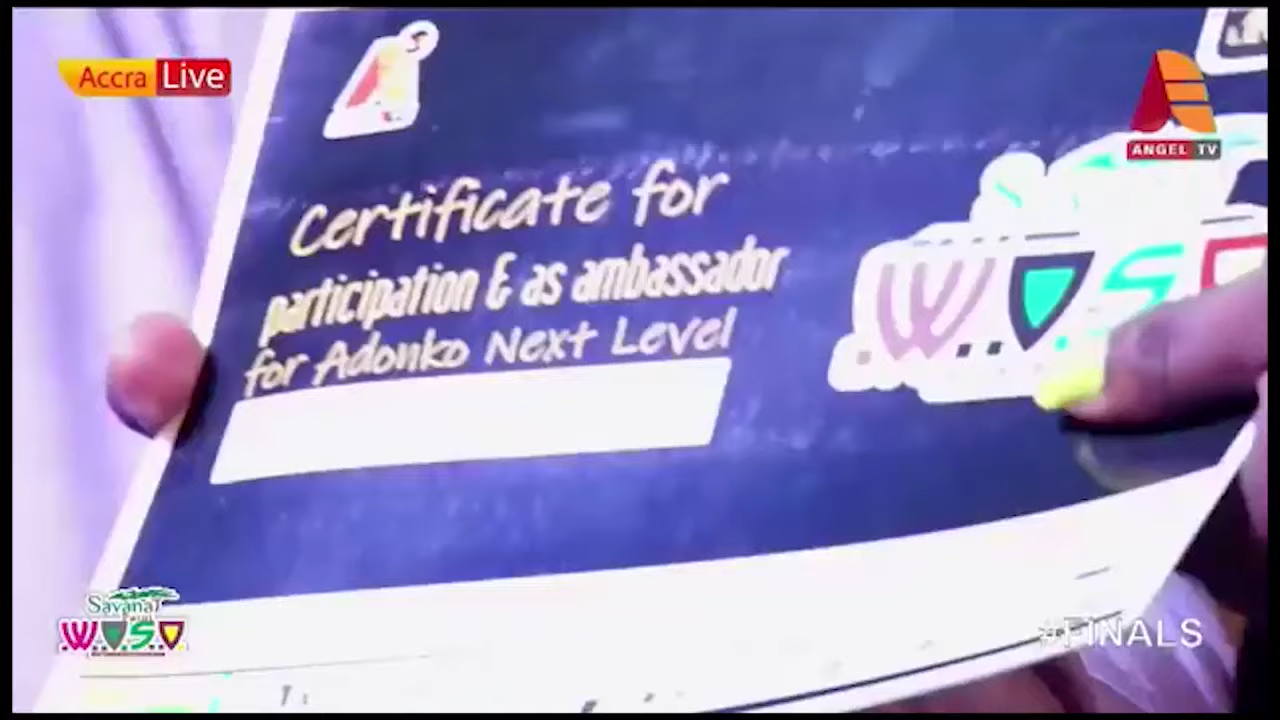 Accra Live
ANGEL TV
Certificate for
participation & as ambassador
for Adonko Next Level
W.D.S.D
Savana
W.D.S.D
#FINALS